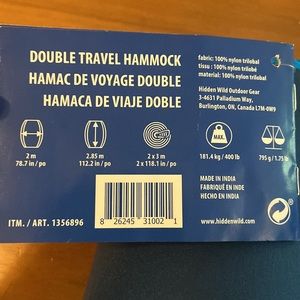 DOUBLE TRAVEL HAMMOCK
HAMAC DE VOYAGE DOUBLE
HAMACA DE VIAJE DOBLE
fabric: 100% nylon trilobal
tissu : 100% nylon trilobé
material: 100% nylon trilobal
Hidden Wild Outdoor Gear
3-4631 Palladium Way,
Burlington, ON, Canada L7M-0W9
2 m
78.7 in / po
2.85 m
112.2 in / po
2 x 3 m
2 x 118.1 in / po
MAX.
181.4 kg / 400 lb
795 g / 1.75 lb
8 26245 31002 1
MADE IN INDIA
FABRIQUÉ EN INDE
HECHO EN INDIA
ITM. / ART. 1356896
www.hiddenwild.com